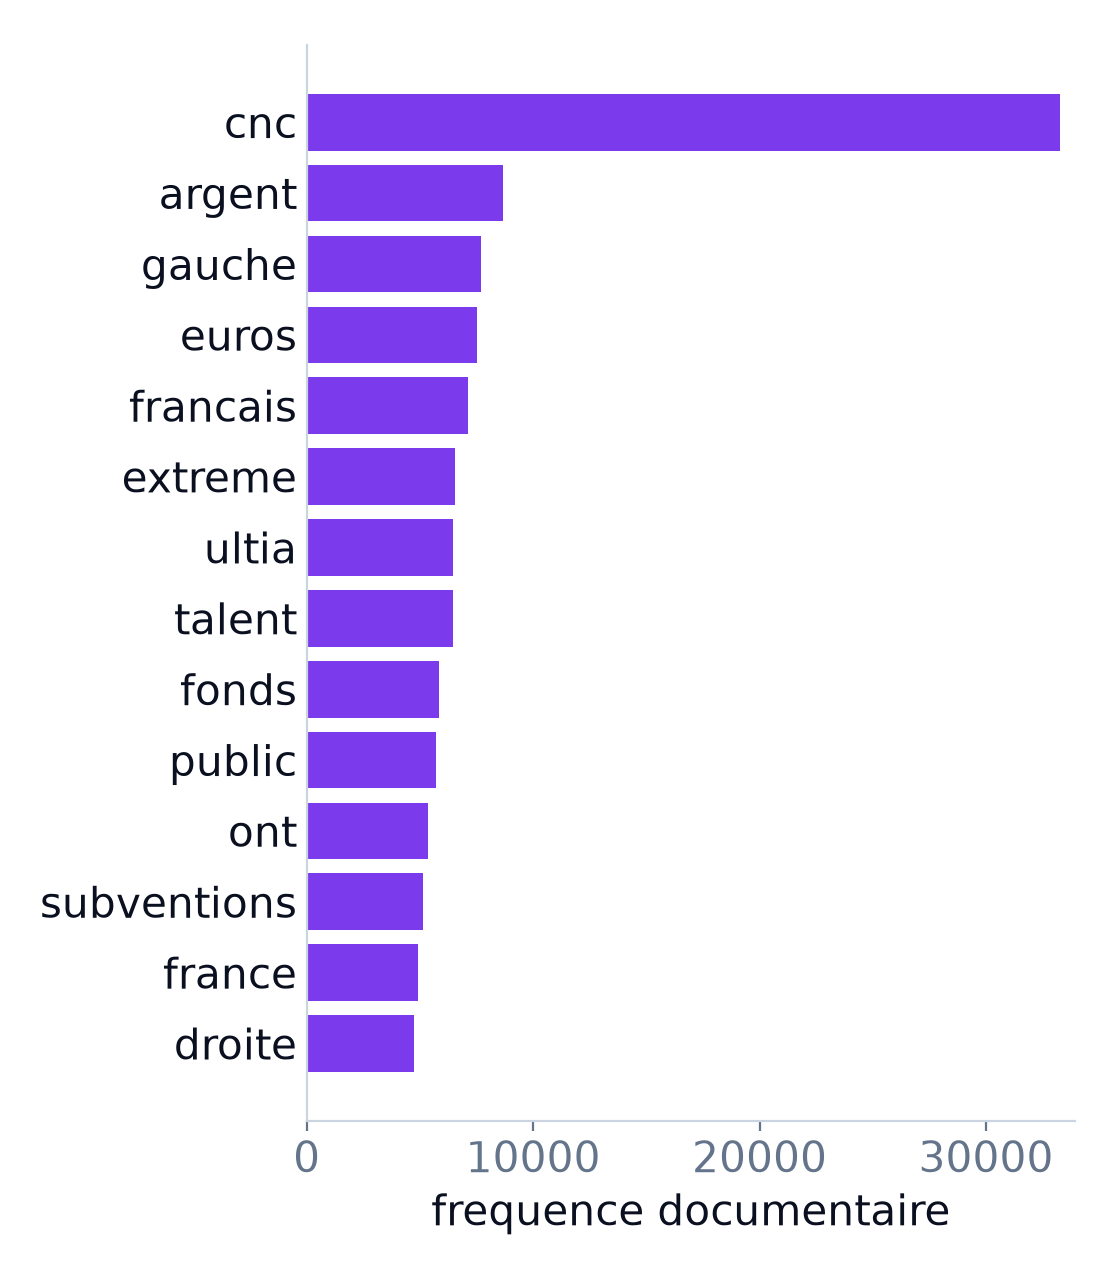 cnc
argent
gauche
euros
francais
extreme
ultia
talent
fonds
public
ont
subventions
france
droite
0 10000 20000 30000
frequence documentaire